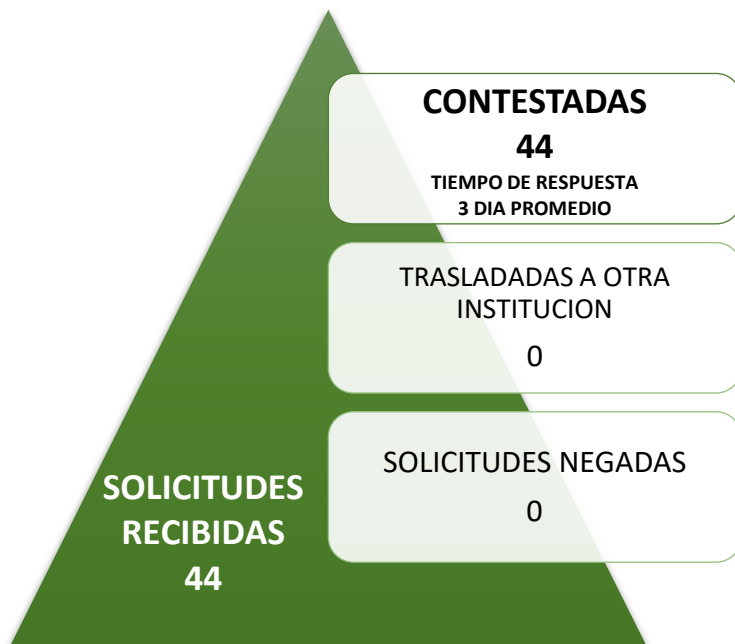 CONTESTADAS
44
TIEMPO DE RESPUESTA
3 DIA PROMEDIO
TRASLADADAS A OTRA
INSTITUCION
0
SOLICITUDES NEGADAS
0
SOLICITUDES
RECIBIDAS
44